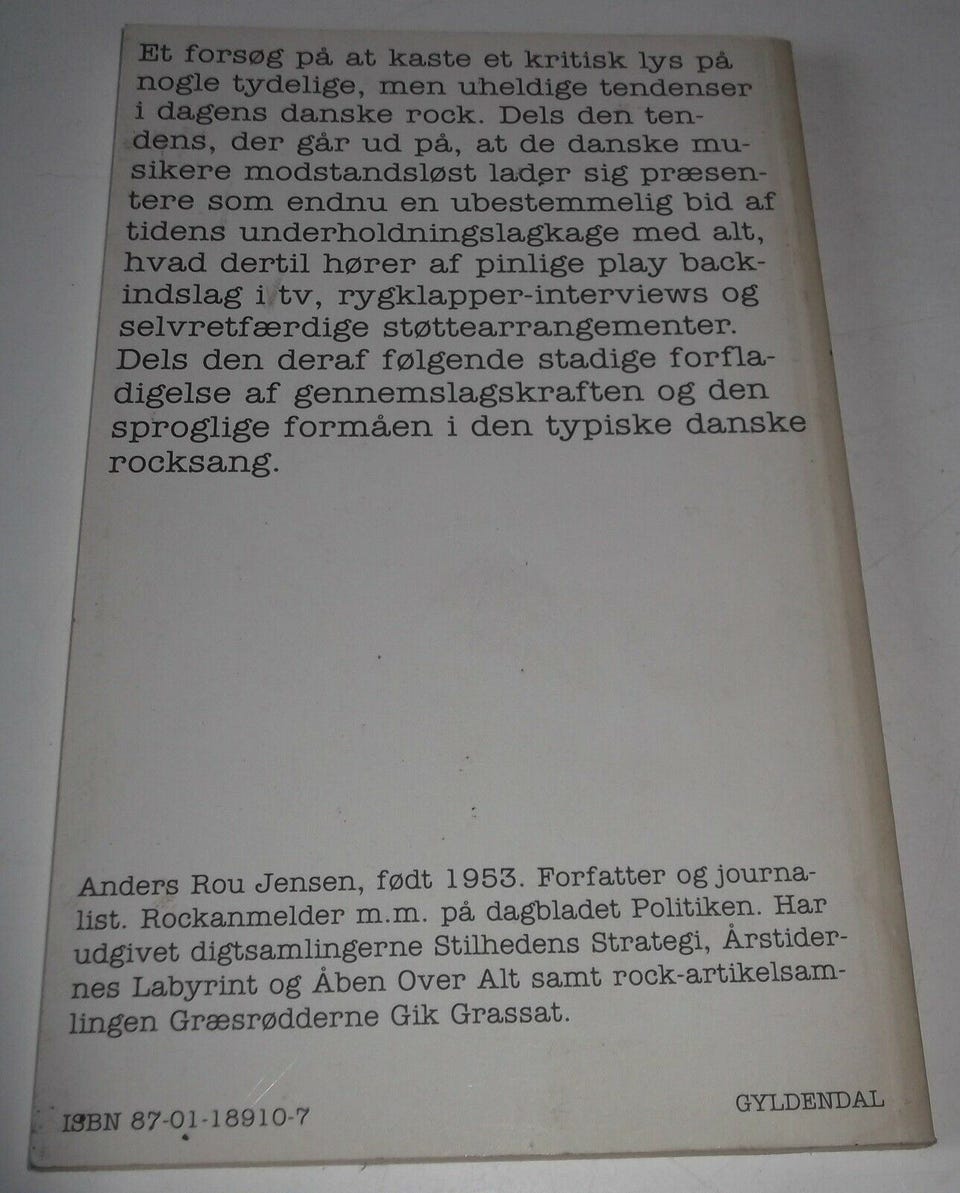 Et forsøg på at kaste et kritisk lys på
nogle tydelige, men uheldige tendenser
i dagens danske rock. Dels den ten-
dens, der går ud på, at de danske mu-
sikere modstandsløst lader sig præsen-
tere som endnu en ubestemmelig bid af
tidens underholdningslagkage med alt,
hvad dertil hører af pinlige play back-
indslag i tv, rygklapper-interviews og
selvretfærdige støttearrangementer.
Dels den deraf følgende stadige forfla-
digelse af gennemslagskraften og den
sproglige formåen i den typiske danske
rocksang.
Anders Rou Jensen, født 1953. Forfatter og journa-
list. Rockanmelder m.m. på dagbladet Politiken. Har
udgivet digtsamlingerne Stilhedens Strategi, Årstider-
nes Labyrint og Åben Over Alt samt rock-artikelsam-
lingen Græsrødderne Gik Grassat.
ISBN 87-01-18910-7
GYLDENDAL